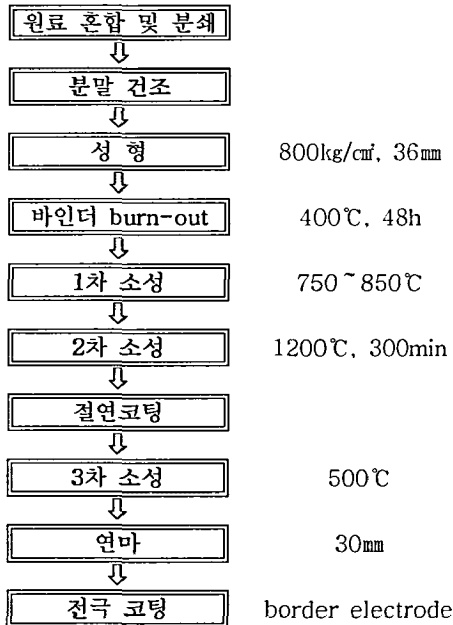 원료 혼합 및 분쇄
분말 건조
성 형 800kg/㎠, 36㎜
바인더 burn-out 400℃, 48h
1차 소성 750~850℃
2차 소성 1200℃, 300min
절연코팅
3차 소성 500℃
연마 30㎜
전극 코팅 border electrode